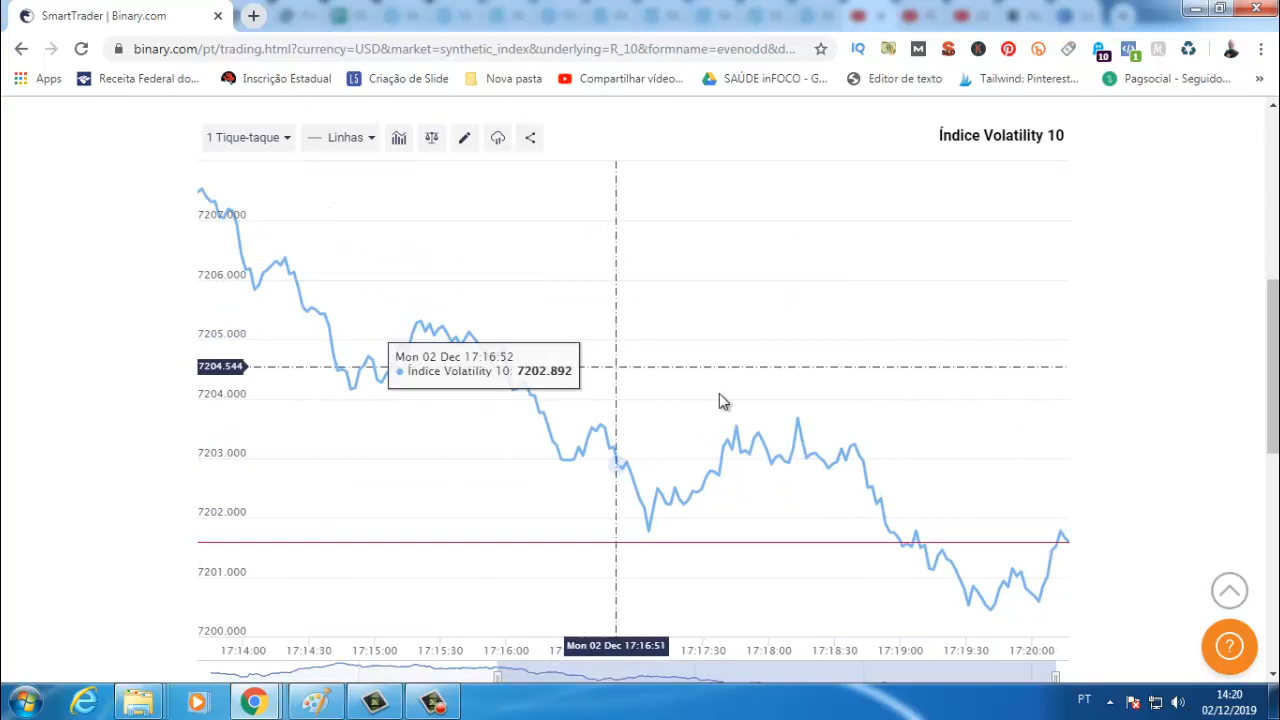 SmartTrader | Binary.com
binary.com/pt/trading.html?currency=USD&market=synthetic_index&underlying=R_10&formname=evenodd&d...
10
1
Apps
Receita Federal do...
Inscrição Estadual
LS Criação de Slide
Nova pasta
Compartilhar vídeo...
SAÚDE inFOCO - G...
Editor de texto
Tailwind: Pinterest...
Pagsocial - Seguido...
»
1 Tique-taque
Linhas
Índice Volatility 10
7207.000
7206.000
7205.000
7204.544
7204.000
7203.000
7202.000
7201.000
7200.000
Mon 02 Dec 17:16:52
Índice Volatility 10: 7202.892
17:14:00 17:14:30 17:15:00 17:15:30 17:16:00 Mon 02 Dec 17:16:51 17:17:30 17:18:00 17:18:30 17:19:00 17:19:30 17:20:00
PT
14:20
02/12/2019